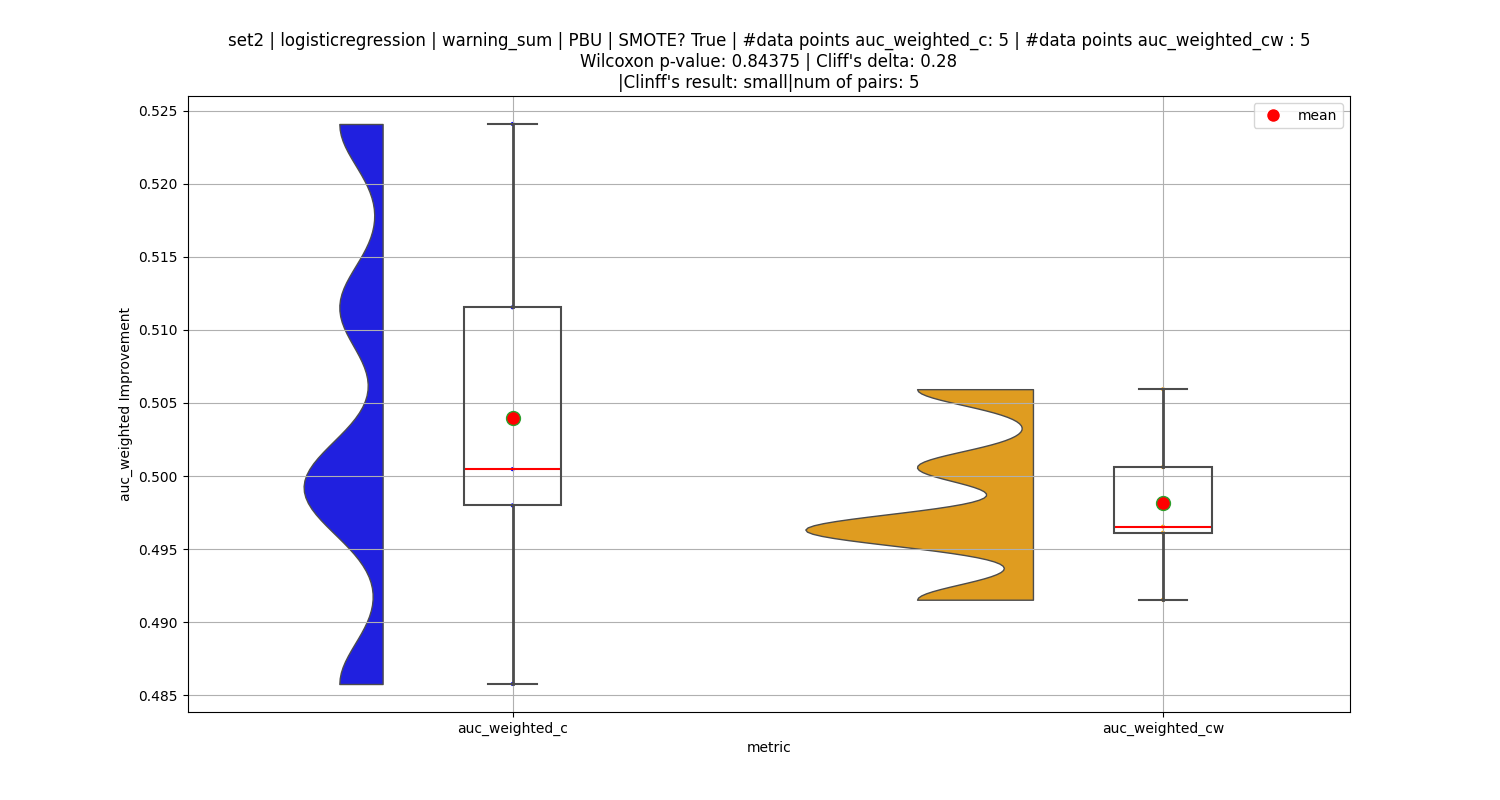 set2 | logisticregression | warning_sum | PBU | SMOTE? True | #data points auc_weighted_c: 5 | #data points auc_weighted_cw : 5
Wilcoxon p-value: 0.84375 | Cliff's delta: 0.28
|Clinff's result: small|num of pairs: 5
mean
0.525
0.520
0.515
0.510
0.505
0.500
0.495
0.490
0.485
auc_weighted Improvement
auc_weighted_c
auc_weighted_cw
metric